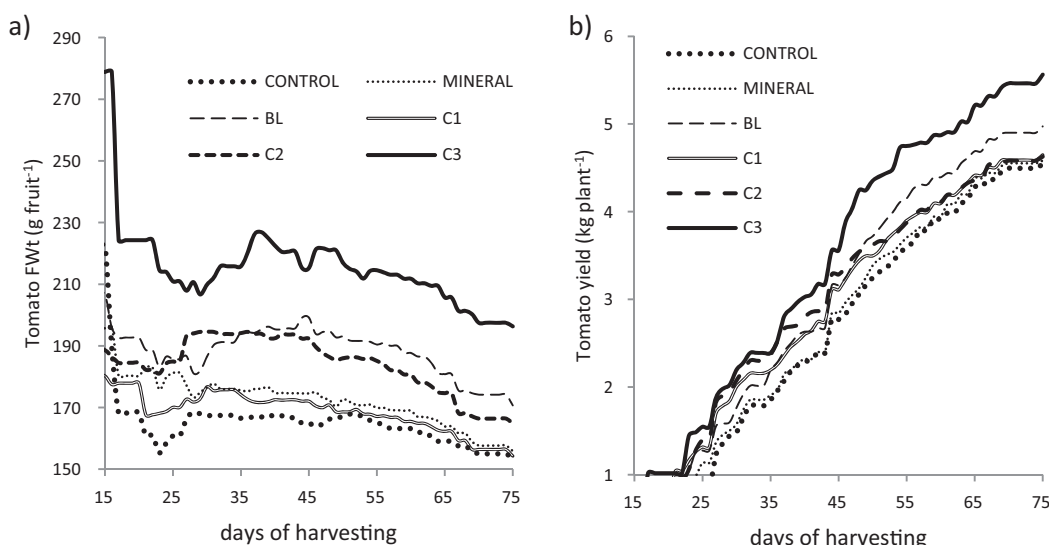 a)
290
270
250
230
210
190
170
150
Tomato FWt (g fruit⁻¹)
CONTROL
MINERAL
BL
C1
C2
C3
15 25 35 45 55 65 75
days of harvesting
b)
6
5
4
3
2
1
Tomato yield (kg plant⁻¹)
CONTROL
MINERAL
BL
C1
C2
C3
15 25 35 45 55 65 75
days of harvesting